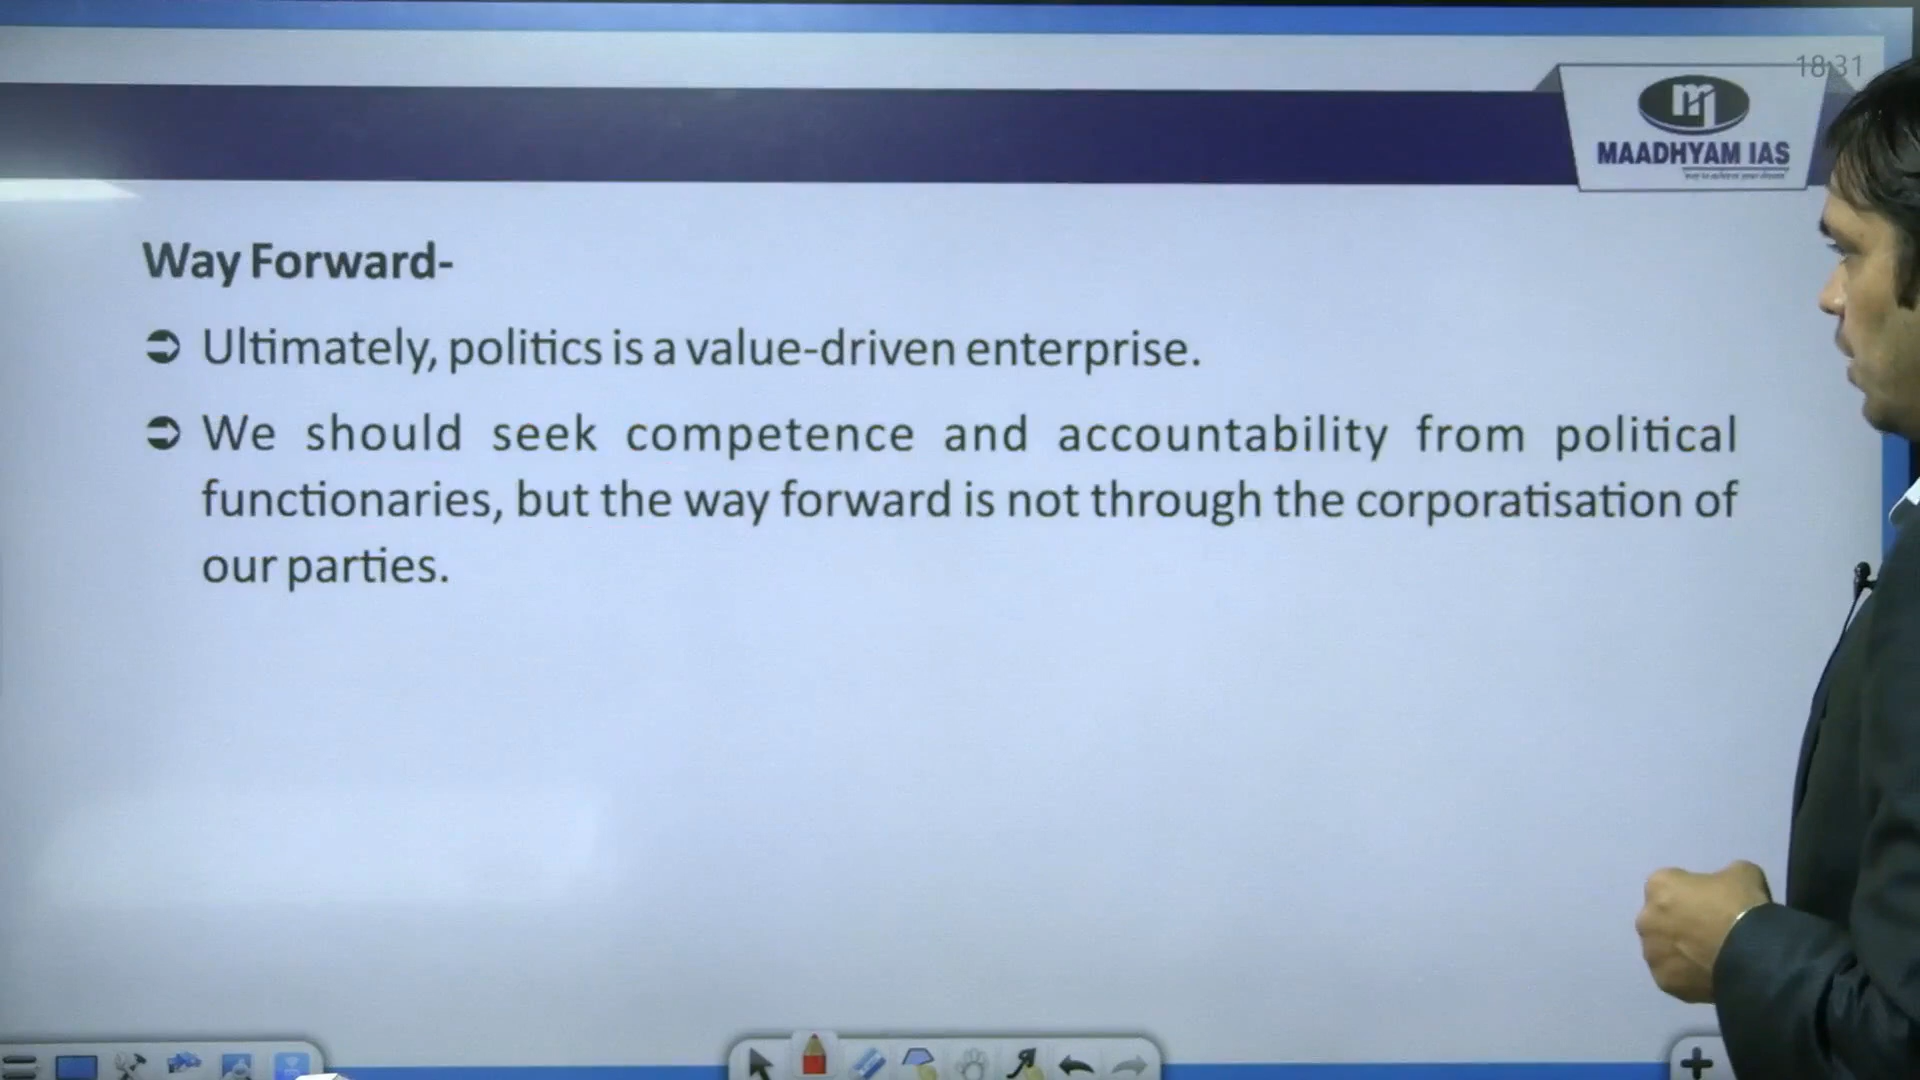 18:31
MAADHYAM IAS
Way Forward-
Ultimately, politics is a value-driven enterprise.
We should seek competence and accountability from political
functionaries, but the way forward is not through the corporatisation of
our parties.